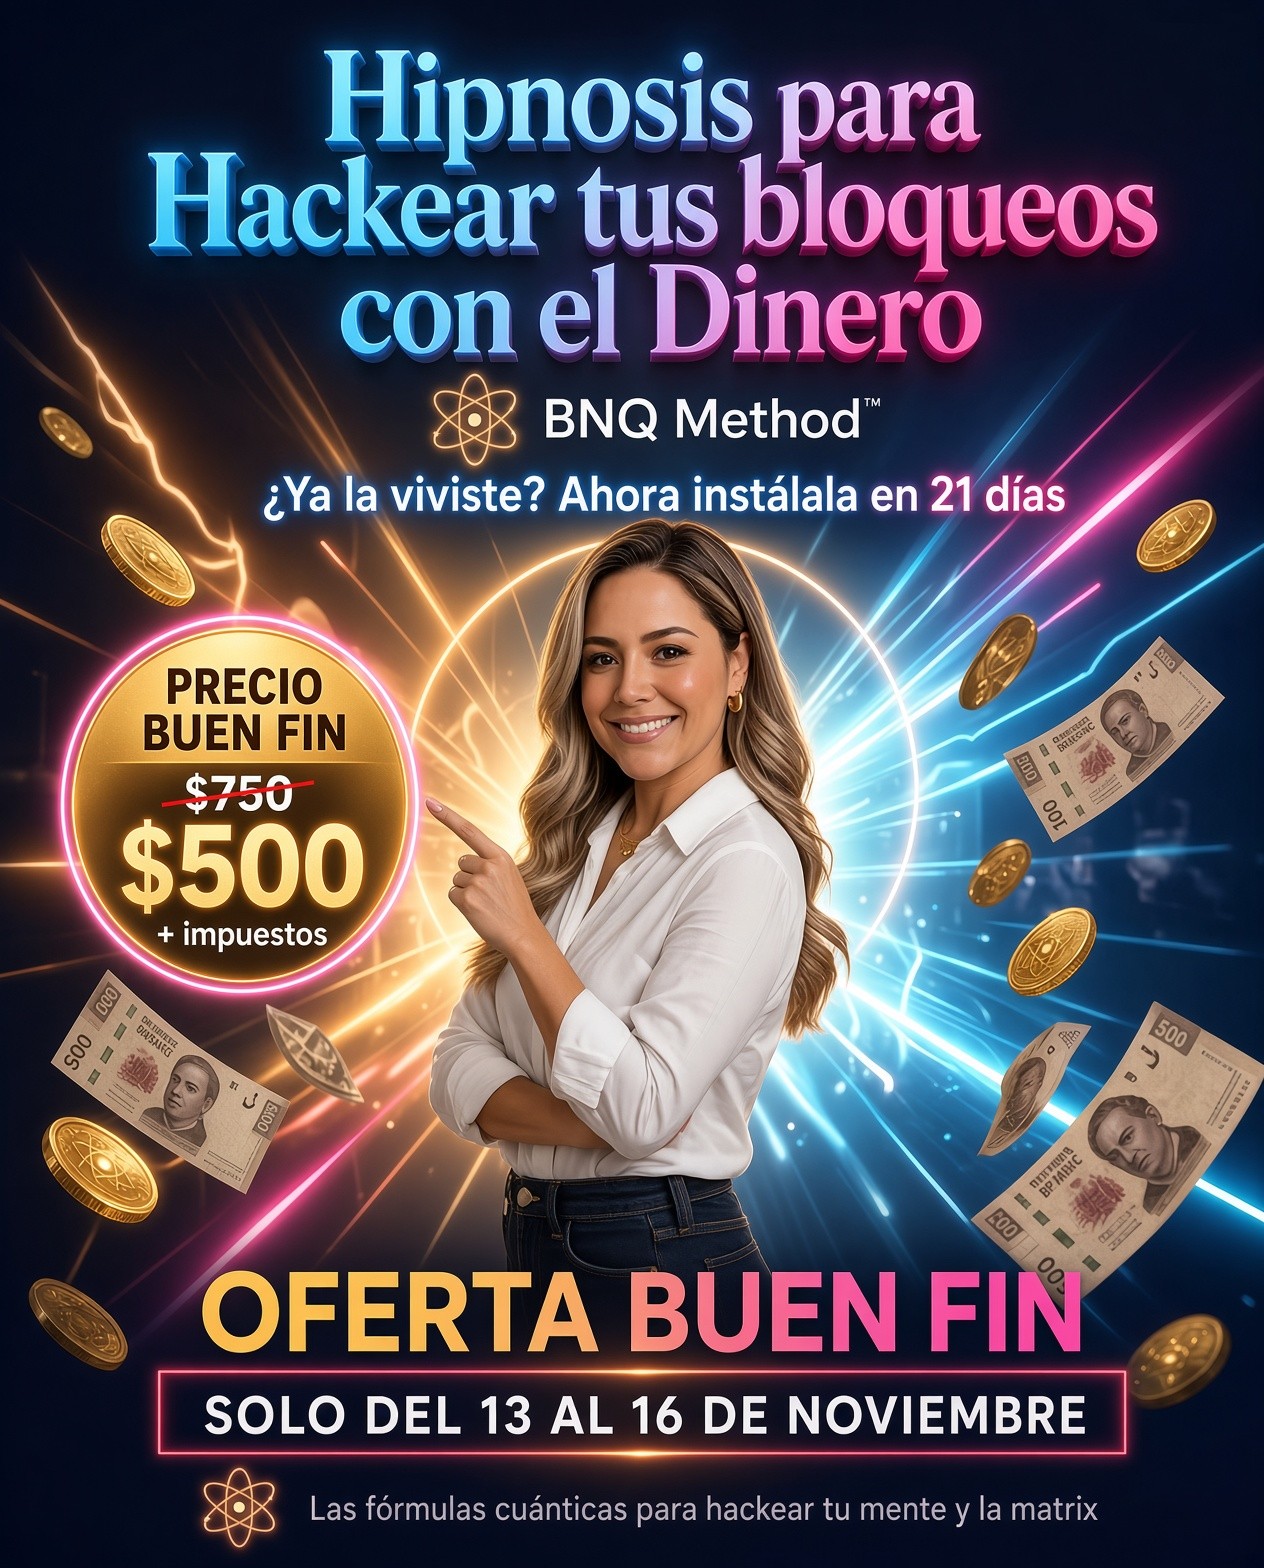 Hipnosis para
Hackear tus bloqueos
con el Dinero
BNQ Method™
¿Ya la viviste? Ahora instálala en 21 días
PRECIO
BUEN FIN
$750
$500
+ impuestos
500
500
OFERTA BUEN FIN
SOLO DEL 13 AL 16 DE NOVIEMBRE
Las fórmulas cuánticas para hackear tu mente y la matrix